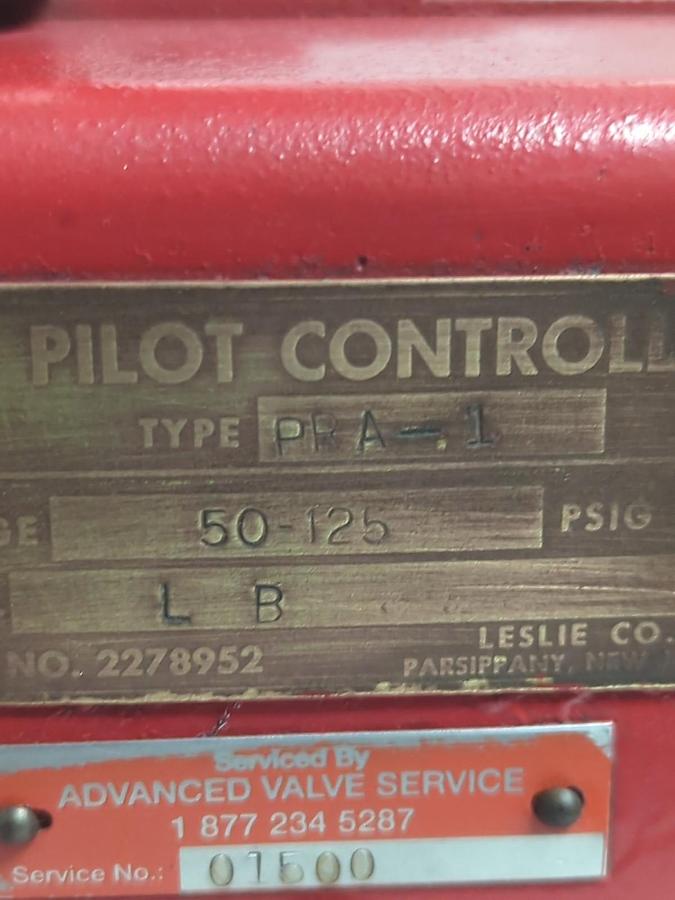 PILOT CONTROLL
TYPE PRA-1
GE 50-125 PSIG
L B
LESLIE CO.
NO. 2278952
PARSIPPANY, NEW
Serviced By
ADVANCED VALVE SERVICE
1 877 234 5287
Service No.: 01500